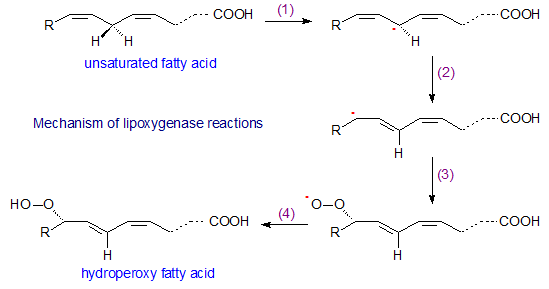 R H H COOH
(1)
R H COOH
unsaturated fatty acid
(2)
Mechanism of lipoxygenase reactions
R H COOH
(3)
HO–O R H COOH
(4)
O–O R H COOH
hydroperoxy fatty acid